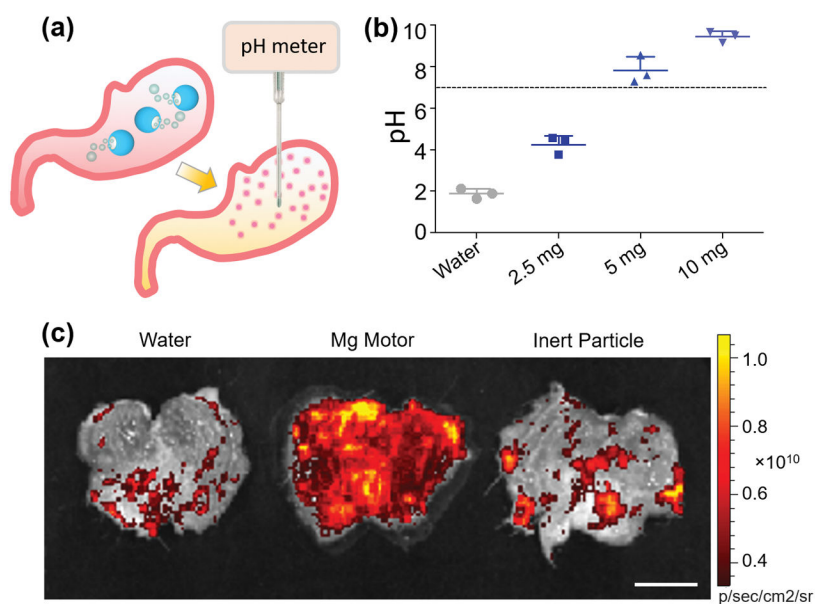 (a)
pH meter
(b)
pH
10
8
6
4
2
0
Water
2.5 mg
5 mg
10 mg
(c)
Water
Mg Motor
Inert Particle
1.0
0.8
×10¹⁰
0.6
0.4
p/sec/cm2/sr